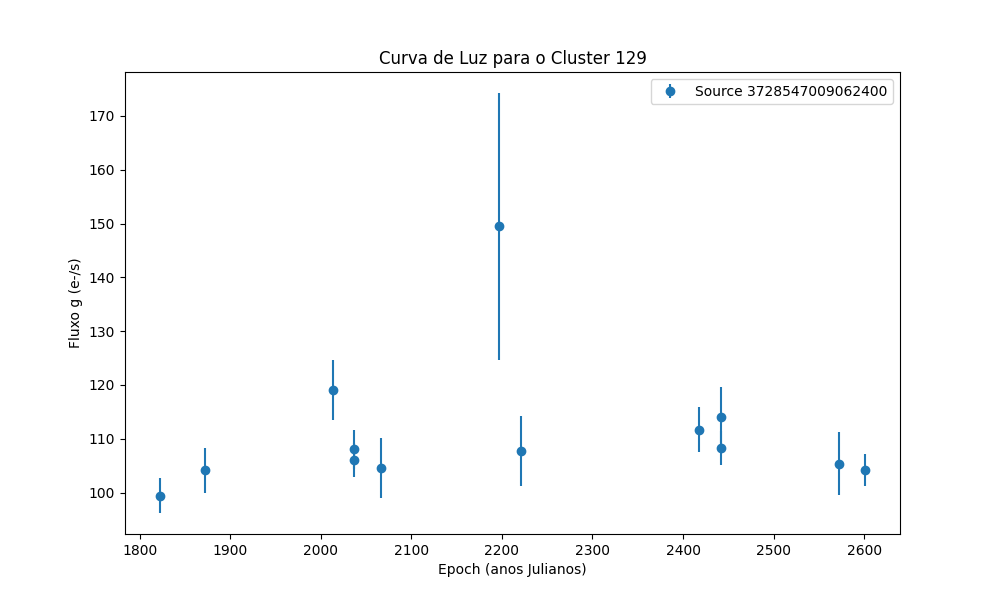 Curva de Luz para o Cluster 129
Source 3728547009062400
170
160
150
140
130
120
110
100
Fluxo g (e-/s)
1800 1900 2000 2100 2200 2300 2400 2500 2600
Epoch (anos Julianos)